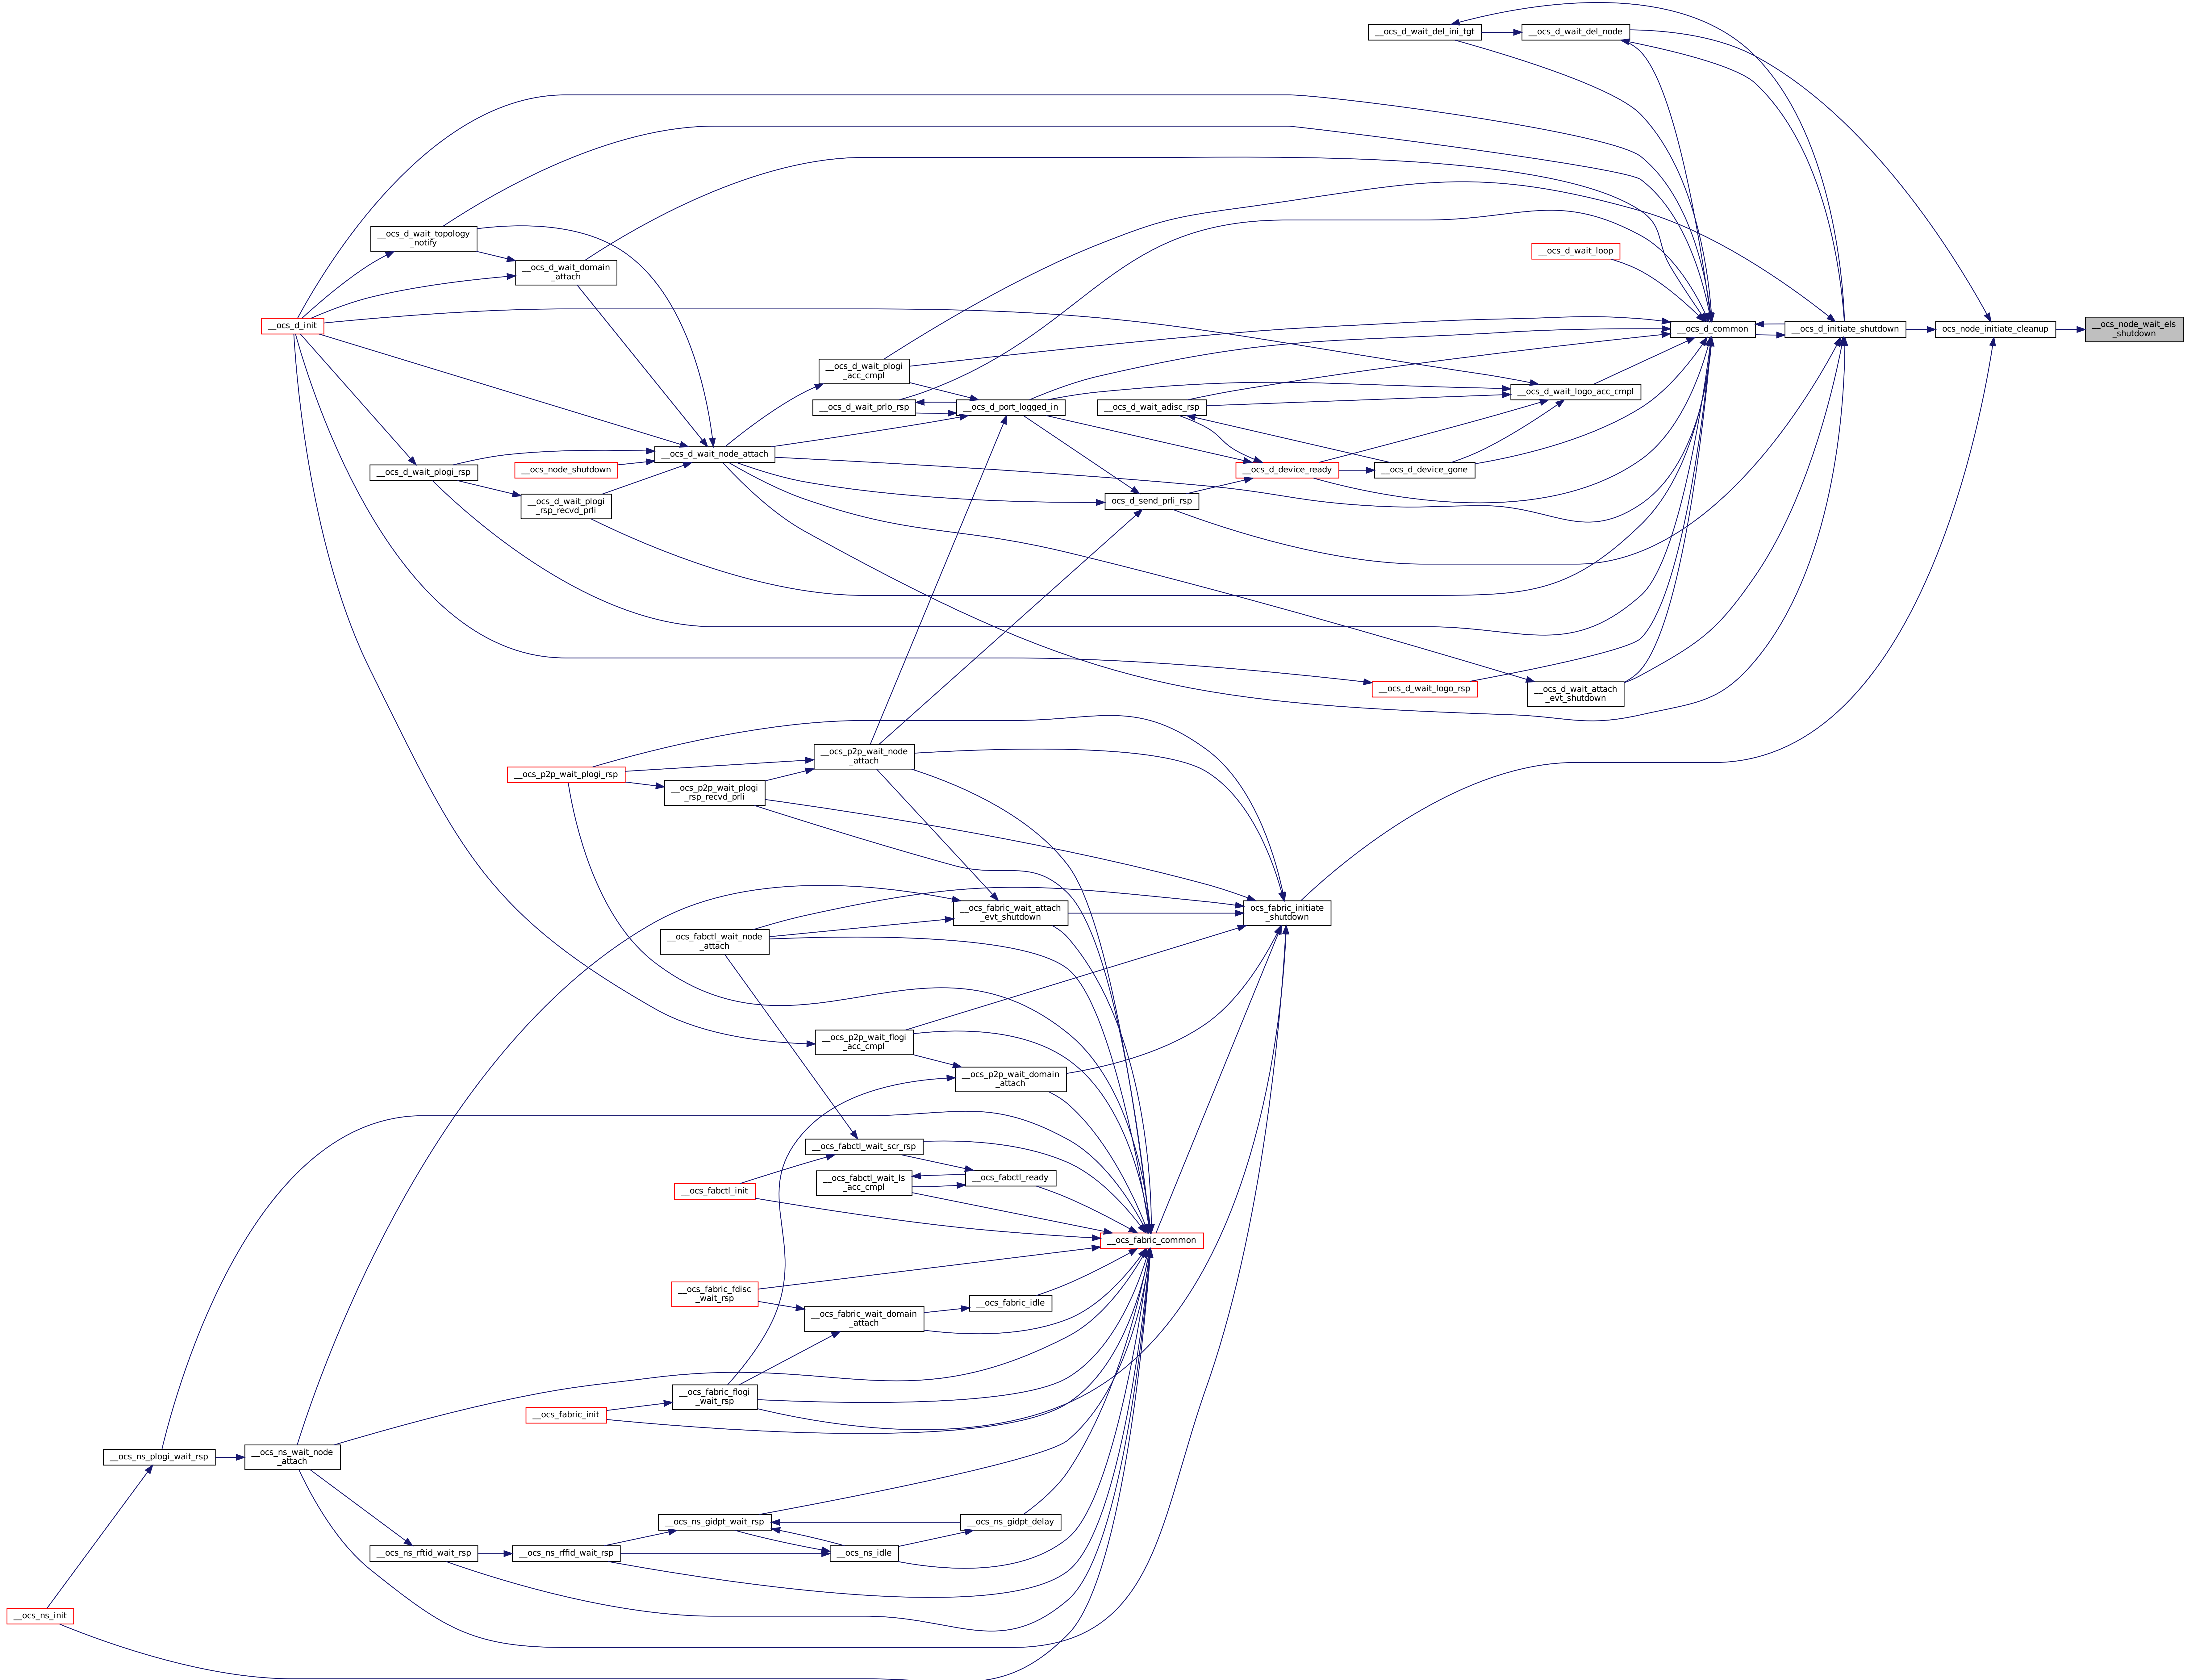 __ocs_d_wait_del_ini_tgt
__ocs_d_wait_del_node
__ocs_d_wait_topology
_notify
__ocs_d_wait_loop
__ocs_d_wait_domain
_attach
__ocs_d_init
__ocs_d_common
__ocs_d_initiate_shutdown
ocs_node_initiate_cleanup
__ocs_node_wait_els
_shutdown
__ocs_d_wait_plogi
_acc_cmpl
__ocs_d_wait_logo_acc_cmpl
__ocs_d_wait_prlo_rsp
__ocs_d_port_logged_in
__ocs_d_wait_adisc_rsp
__ocs_d_wait_node_attach
__ocs_d_wait_plogi_rsp
__ocs_node_shutdown
__ocs_d_device_ready
__ocs_d_device_gone
__ocs_d_wait_plogi
_rsp_recvd_prli
ocs_d_send_prli_rsp
__ocs_d_wait_logo_rsp
__ocs_d_wait_attach
_evt_shutdown
__ocs_p2p_wait_node
_attach
__ocs_p2p_wait_plogi_rsp
__ocs_p2p_wait_plogi
_rsp_recvd_prli
__ocs_fabric_wait_attach
_evt_shutdown
ocs_fabric_initiate
_shutdown
__ocs_fabctl_wait_node
_attach
__ocs_p2p_wait_flogi
_acc_cmpl
__ocs_p2p_wait_domain
_attach
__ocs_fabctl_wait_scr_rsp
__ocs_fabctl_wait_ls
_acc_cmpl
__ocs_fabctl_ready
__ocs_fabctl_init
__ocs_fabric_common
__ocs_fabric_fdisc
_wait_rsp
__ocs_fabric_idle
__ocs_fabric_wait_domain
_attach
__ocs_fabric_flogi
_wait_rsp
__ocs_fabric_init
__ocs_ns_plogi_wait_rsp
__ocs_ns_wait_node
_attach
__ocs_ns_gidpt_wait_rsp
__ocs_ns_gidpt_delay
__ocs_ns_rftid_wait_rsp
__ocs_ns_rffid_wait_rsp
__ocs_ns_idle
__ocs_ns_init